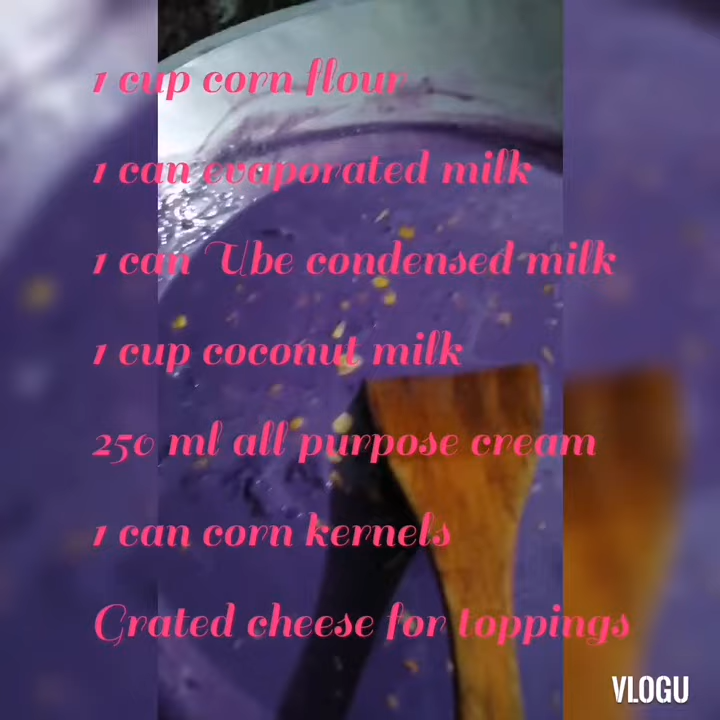 1 cup corn flour
1 can evaporated milk
1 can Ube condensed milk
1 cup coconut milk
250 ml all purpose cream
1 can corn kernels
Grated cheese for toppings
VLOGU